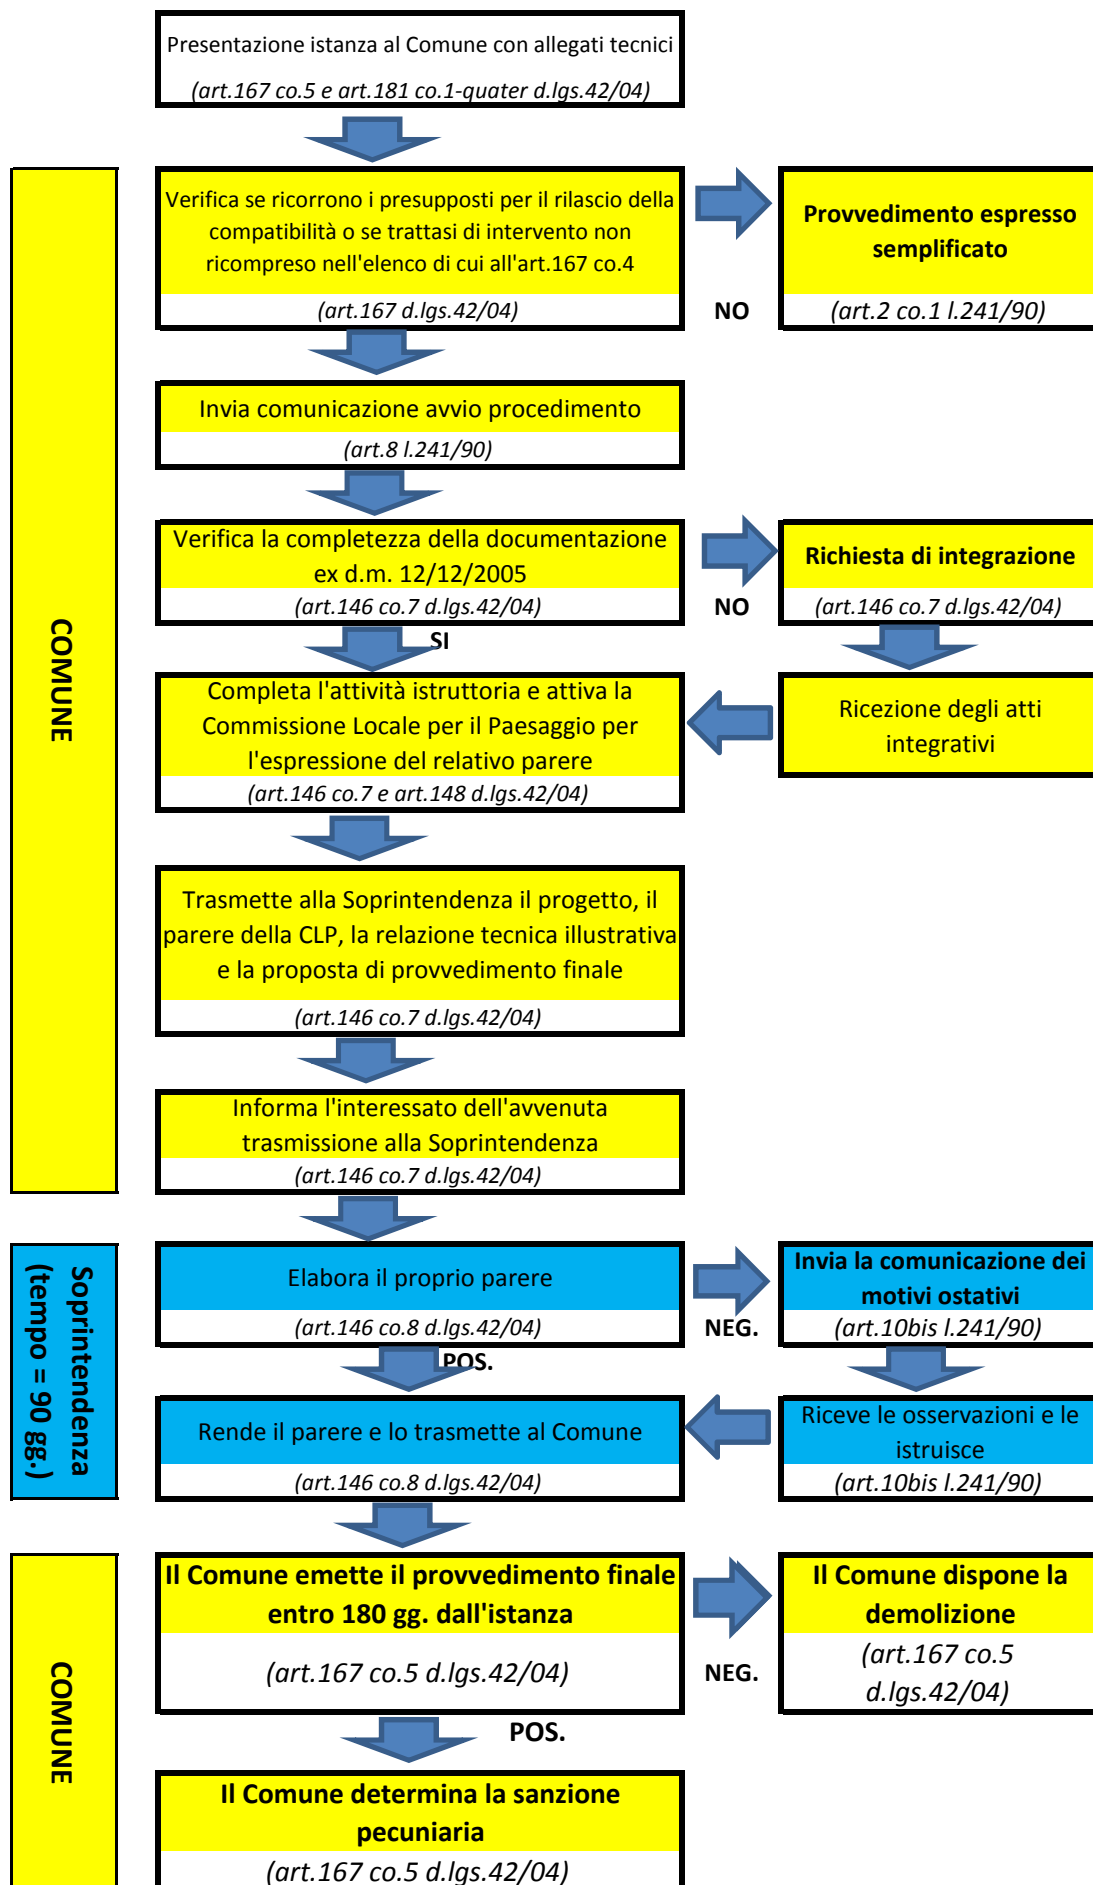 Presentazione istanza al Comune con allegati tecnici
(art.167 co.5 e art.181 co.1-quater d.lgs.42/04)
COMUNE
Verifica se ricorrono i presupposti per il rilascio della
compatibilità o se trattasi di intervento non
ricompreso nell'elenco di cui all'art.167 co.4
(art.167 d.lgs.42/04)
NO
Provvedimento espresso
semplificato
(art.2 co.1 l.241/90)
Invia comunicazione avvio procedimento
(art.8 l.241/90)
Verifica la completezza della documentazione
ex d.m. 12/12/2005
(art.146 co.7 d.lgs.42/04)
NO
Richiesta di integrazione
(art.146 co.7 d.lgs.42/04)
SI
Completa l'attività istruttoria e attiva la
Commissione Locale per il Paesaggio per
l'espressione del relativo parere
(art.146 co.7 e art.148 d.lgs.42/04)
Ricezione degli atti
integrativi
Trasmette alla Soprintendenza il progetto, il
parere della CLP, la relazione tecnica illustrativa
e la proposta di provvedimento finale
(art.146 co.7 d.lgs.42/04)
Informa l'interessato dell'avvenuta
trasmissione alla Soprintendenza
(art.146 co.7 d.lgs.42/04)
Soprintendenza
(tempo = 90 gg.)
Elabora il proprio parere
(art.146 co.8 d.lgs.42/04)
NEG.
Invia la comunicazione dei
motivi ostativi
(art.10bis l.241/90)
POS.
Rende il parere e lo trasmette al Comune
(art.146 co.8 d.lgs.42/04)
Riceve le osservazioni e le
istruisce
(art.10bis l.241/90)
COMUNE
Il Comune emette il provvedimento finale
entro 180 gg. dall'istanza
(art.167 co.5 d.lgs.42/04)
NEG.
Il Comune dispone la
demolizione
(art.167 co.5
d.lgs.42/04)
POS.
Il Comune determina la sanzione
pecuniaria
(art.167 co.5 d.lgs.42/04)